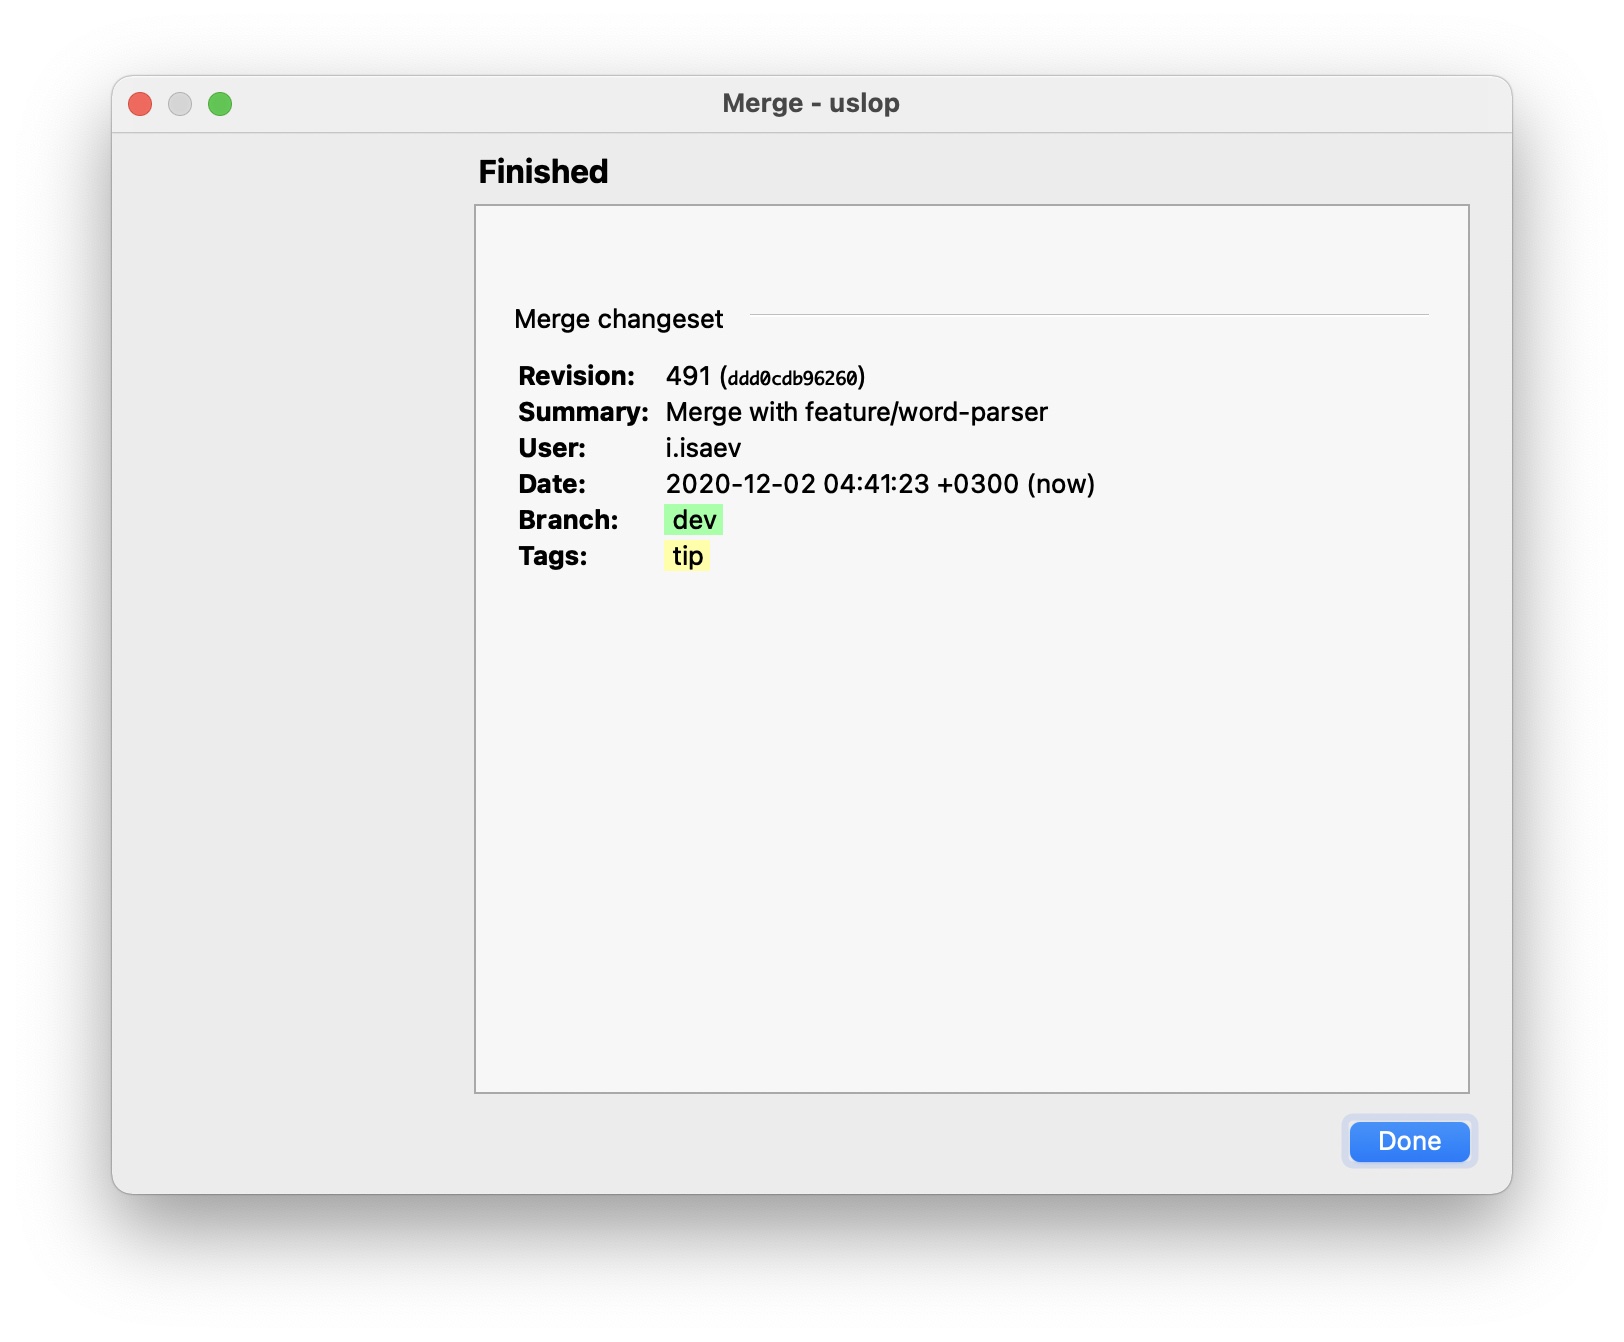 Merge - uslop
Finished
Merge changeset
Revision: 491 (ddd0cdb96260)
Summary: Merge with feature/word-parser
User: i.isaev
Date: 2020-12-02 04:41:23 +0300 (now)
Branch: dev
Tags: tip
Done